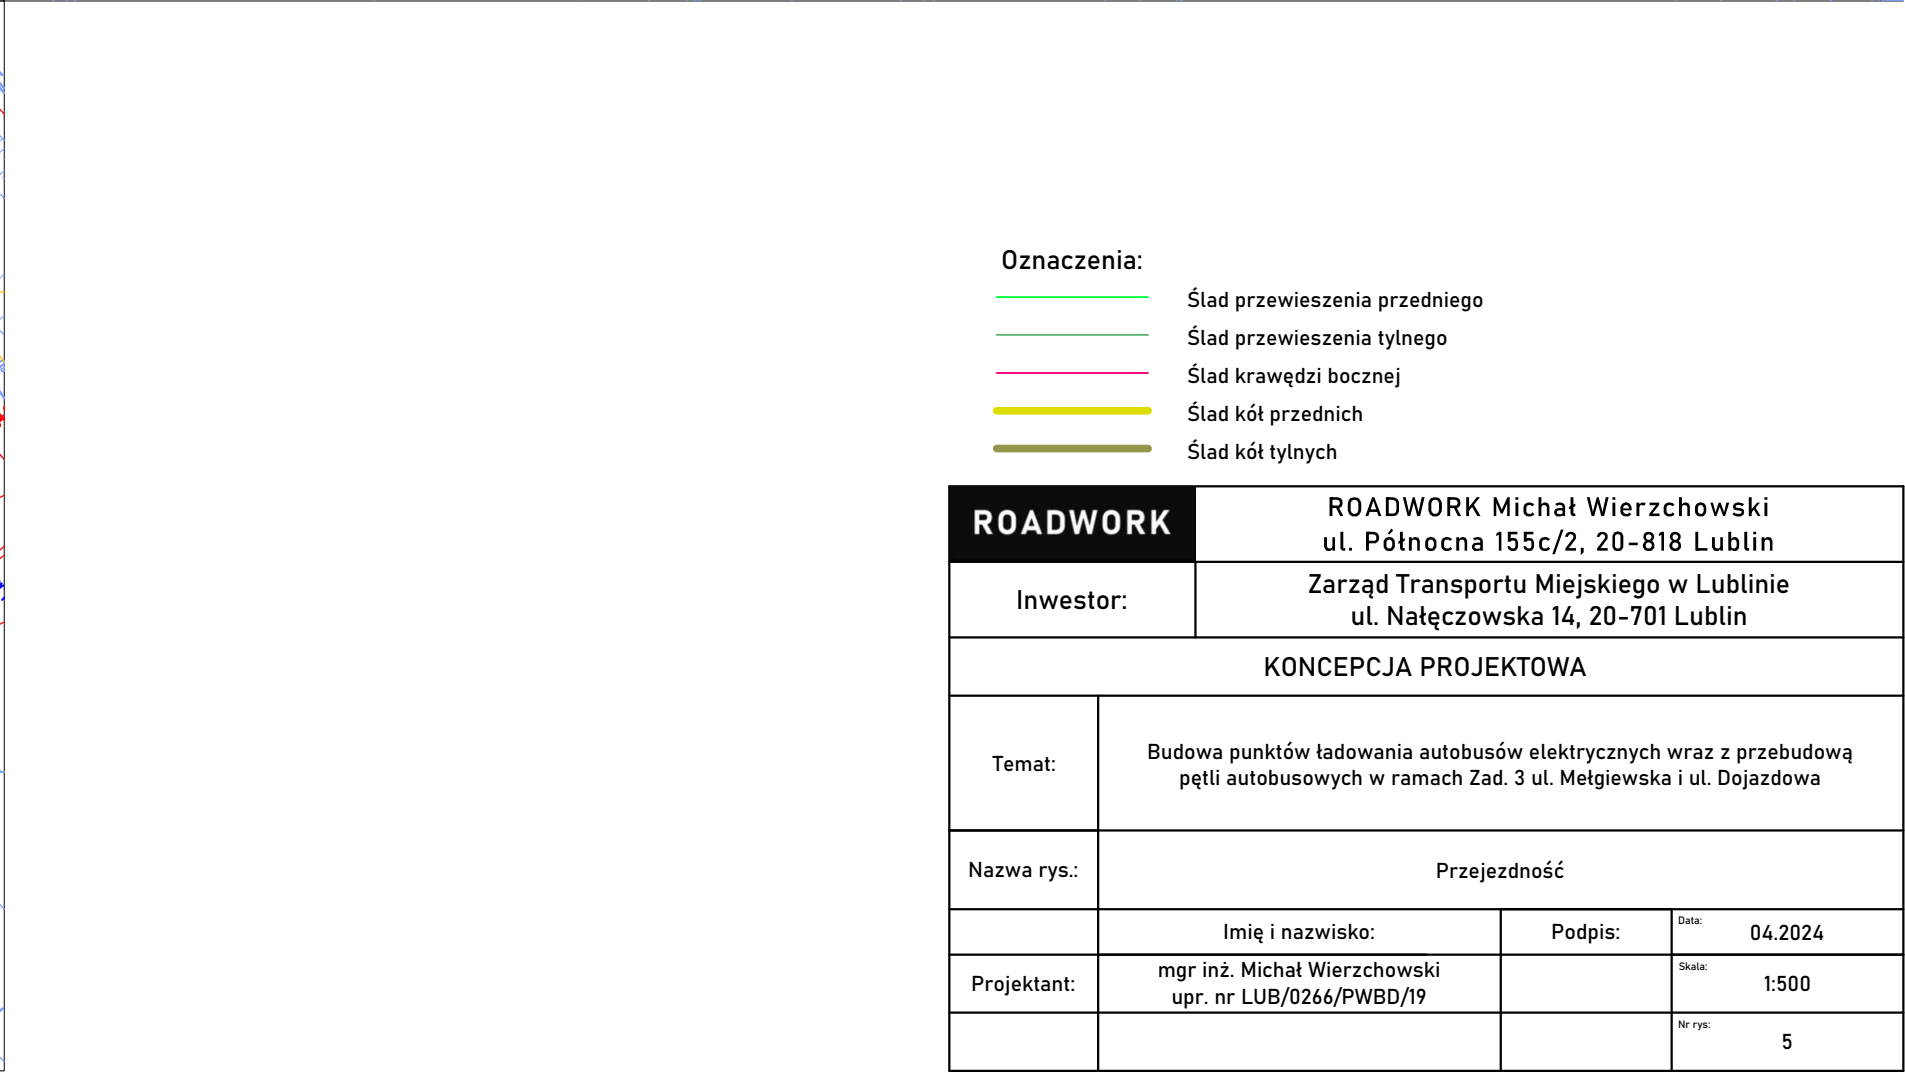 Oznaczenia:
Ślad przewieszenia przedniego
Ślad przewieszenia tylnego
Ślad krawędzi bocznej
Ślad kół przednich
Ślad kół tylnych
ROADWORK
ROADWORK Michał Wierzchowski
ul. Północna 155c/2, 20-818 Lublin
Inwestor:
Zarząd Transportu Miejskiego w Lublinie
ul. Nałęczowska 14, 20-701 Lublin
KONCEPCJA PROJEKTOWA
Temat:
Budowa punktów ładowania autobusów elektrycznych wraz z przebudową
pętli autobusowych w ramach Zad. 3 ul. Mełgiewska i ul. Dojazdowa
Nazwa rys.:
Przejezdność
Imię i nazwisko:
Podpis:
Data:
04.2024
Projektant:
mgr inż. Michał Wierzchowski
upr. nr LUB/0266/PWBD/19
Skala:
1:500
Nr rys:
5